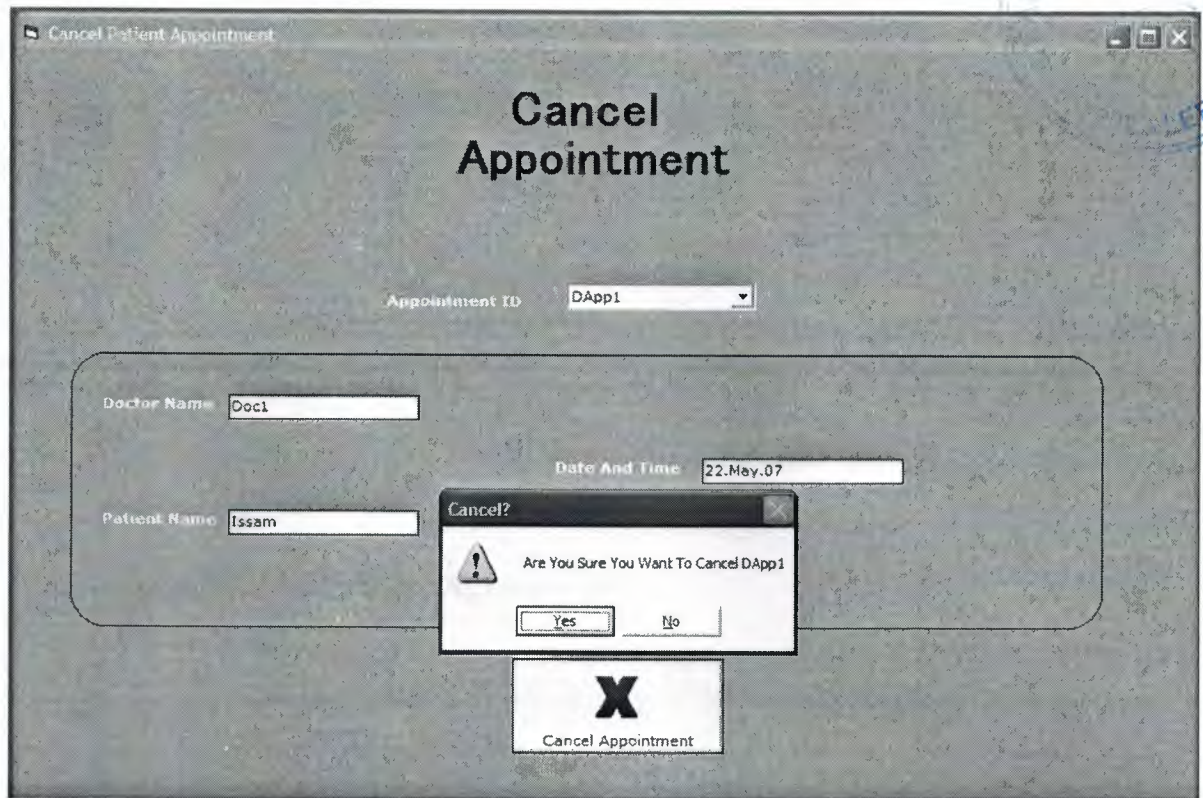 Cancel Patient Appointment
Cancel
Appointment
Appointment ID DApp1
Doctor Name Doc1
Date And Time 22.May.07
Patient Name Issam
Cancel?
Are You Sure You Want To Cancel DApp1
Yes No
X
Cancel Appointment